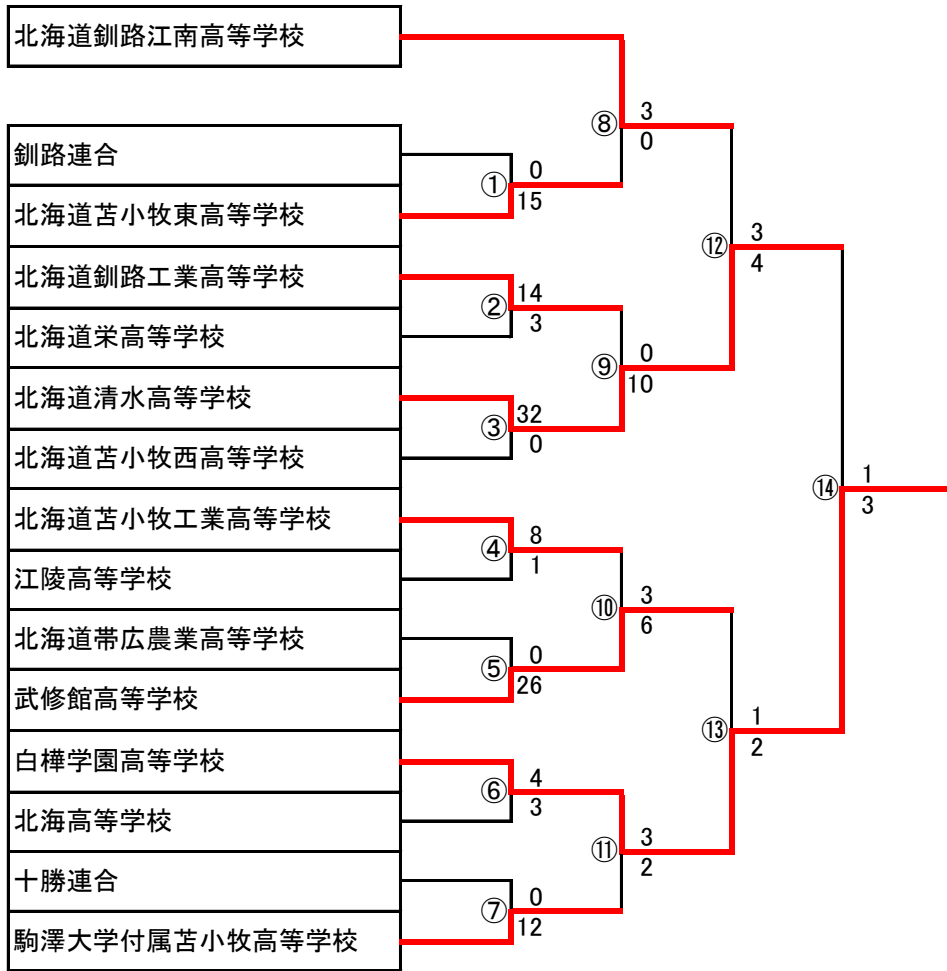 北海道釧路江南高等学校
⑧
3
0
釧路連合
①
0
15
北海道苫小牧東高等学校
⑫
3
4
北海道釧路工業高等学校
②
14
3
北海道栄高等学校
⑨
0
10
北海道清水高等学校
③
32
0
北海道苫小牧西高等学校
⑭
1
3
北海道苫小牧工業高等学校
④
8
1
江陵高等学校
⑩
3
6
北海道帯広農業高等学校
⑤
0
26
武修館高等学校
⑬
1
2
白樺学園高等学校
⑥
4
3
北海高等学校
⑪
3
2
十勝連合
⑦
0
12
駒澤大学付属苫小牧高等学校